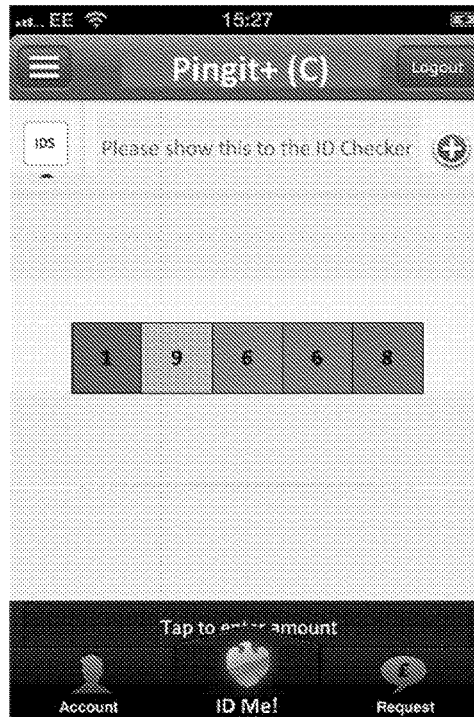 EE 15:27
Pingit+ (C) Logout
IDS Please show this to the ID Checker
1 9 6 6 8
Tap to enter amount
Account ID Me! Request